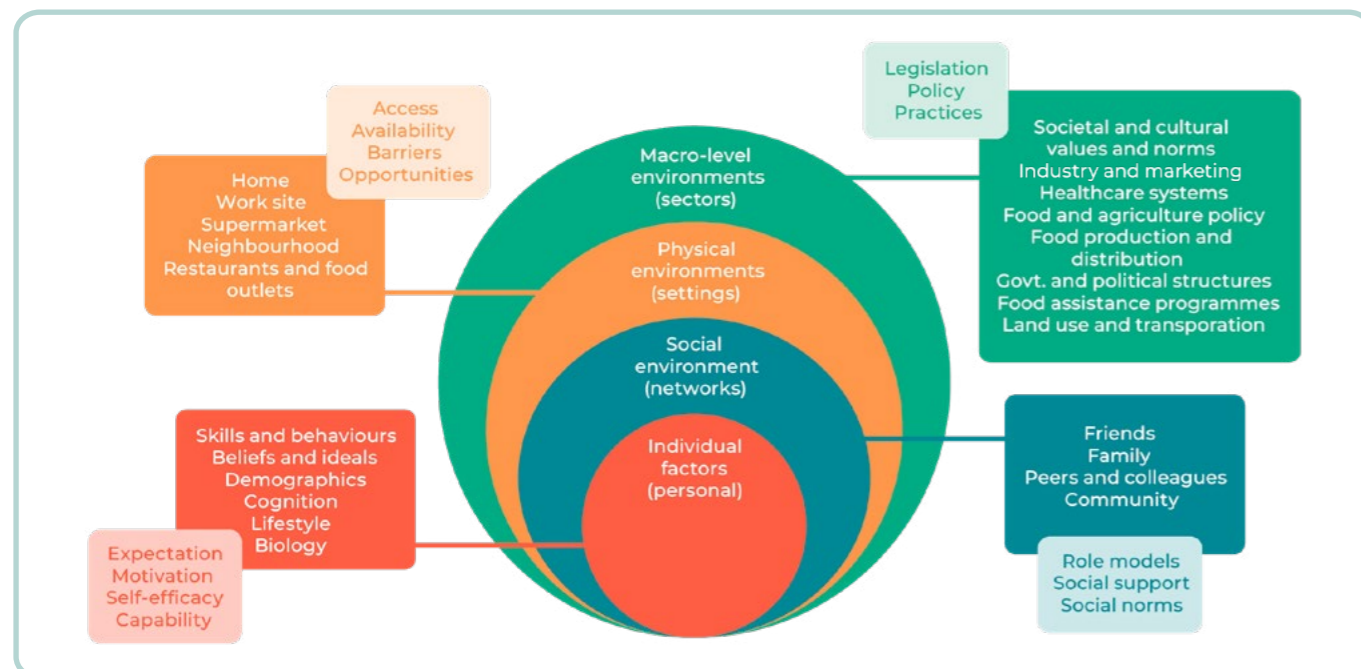 Access
Availability
Barriers
Opportunities
Home
Work site
Supermarket
Neighbourhood
Restaurants and food
outlets
Legislation
Policy
Practices
Societal and cultural
values and norms
Industry and marketing
Healthcare systems
Food and agriculture policy
Food production and
distribution
Govt. and political structures
Food assistance programmes
Land use and transporation
Macro-level
environments
(sectors)
Physical
environments
(settings)
Social
environment
(networks)
Individual
factors
(personal)
Skills and behaviours
Beliefs and ideals
Demographics
Cognition
Lifestyle
Biology
Expectation
Motivation
Self-efficacy
Capability
Friends
Family
Peers and colleagues
Community
Role models
Social support
Social norms